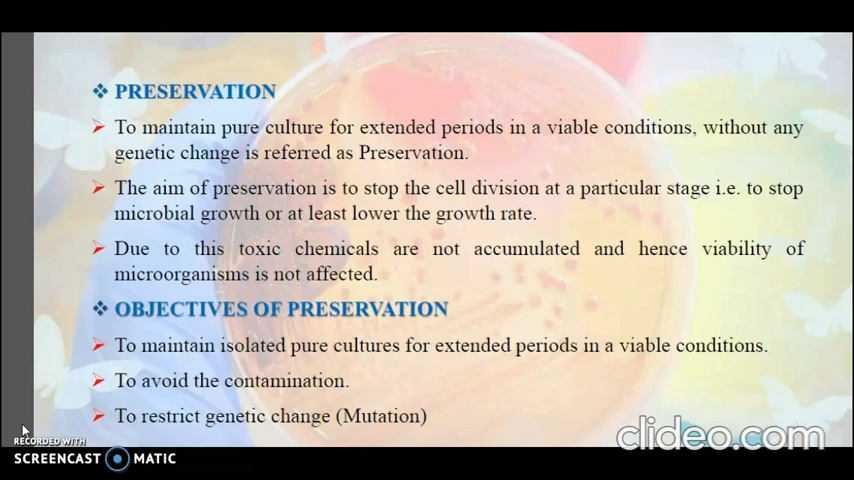 PRESERVATION
To maintain pure culture for extended periods in a viable conditions, without any
genetic change is referred as Preservation.
The aim of preservation is to stop the cell division at a particular stage i.e. to stop
microbial growth or at least lower the growth rate.
Due to this toxic chemicals are not accumulated and hence viability of
microorganisms is not affected.
OBJECTIVES OF PRESERVATION
To maintain isolated pure cultures for extended periods in a viable conditions.
To avoid the contamination.
To restrict genetic change (Mutation)
RECORDED WITH
SCREENCAST MATIC
clideo.com